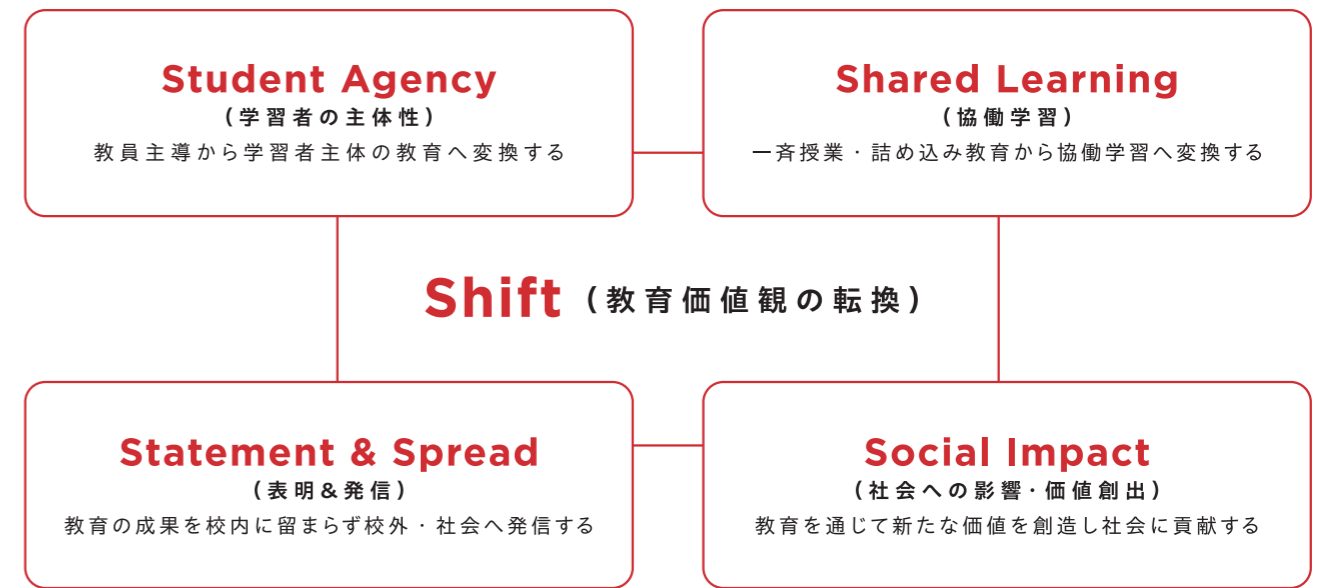 Student Agency
（学習者の主体性）
教員主導から学習者主体の教育へ変換する
Shared Learning
（協働学習）
一斉授業・詰め込み教育から協働学習へ変換する
Shift（教育価値観の転換）
Statement & Spread
（表明&発信）
教育の成果を校内に留まらず校外・社会へ発信する
Social Impact
（社会への影響・価値創出）
教育を通じて新たな価値を創造し社会に貢献する